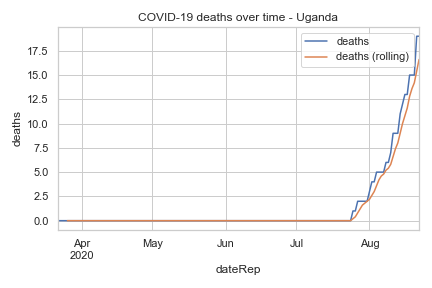 COVID-19 deaths over time - Uganda
deaths
deaths (rolling)
17.5
15.0
12.5
10.0
7.5
5.0
2.5
0.0
deaths
Apr
2020
May
Jun
Jul
Aug
dateRep